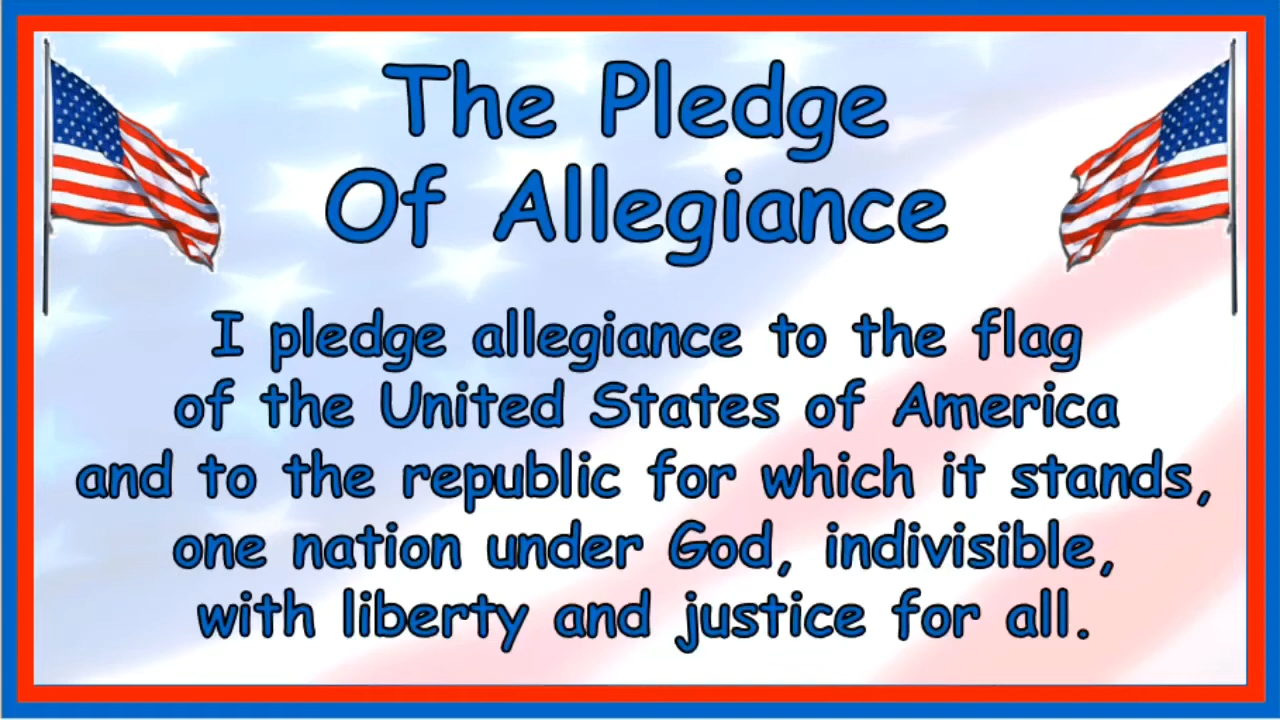 The Pledge
Of Allegiance
I pledge allegiance to the flag
of the United States of America
and to the republic for which it stands,
one nation under God, indivisible,
with liberty and justice for all.